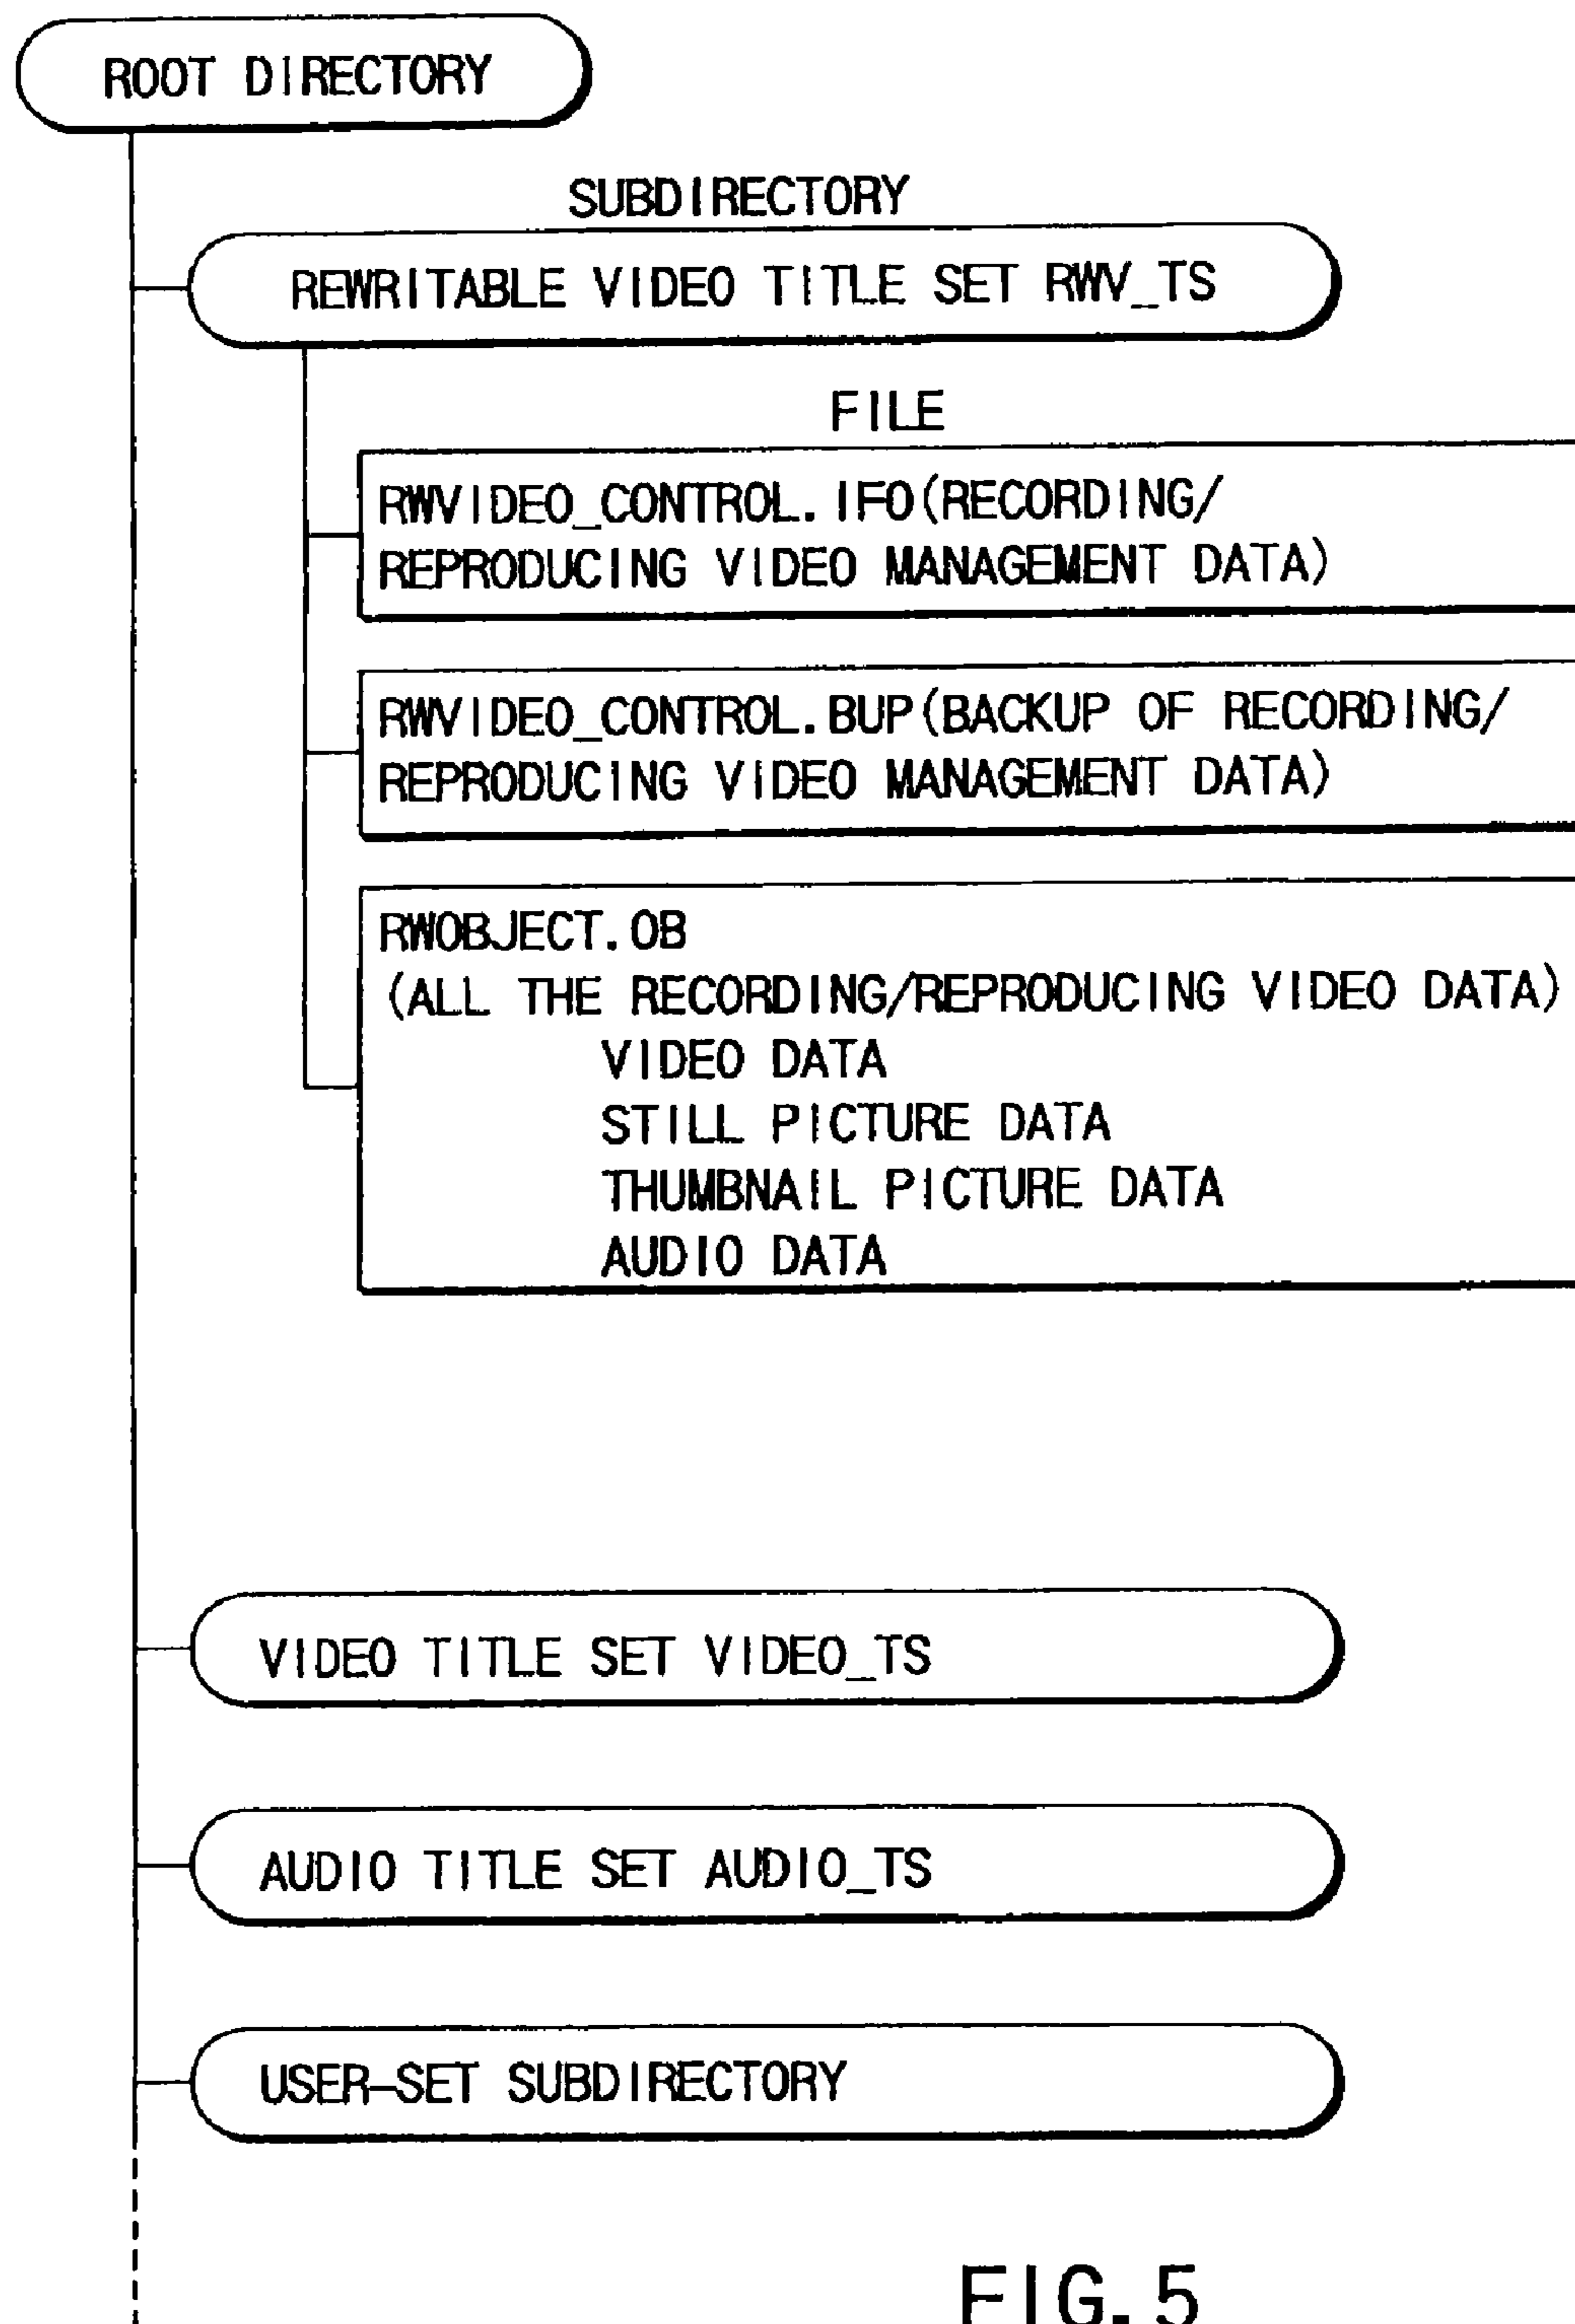 ROOT DIRECTORY
SUBDIRECTORY
REWRITABLE VIDEO TITLE SET RWV_TS
FILE
RWVIDEO_CONTROL.IFO(RECORDING/
REPRODUCING VIDEO MANAGEMENT DATA)
RWVIDEO_CONTROL.BUP(BACKUP OF RECORDING/
REPRODUCING VIDEO MANAGEMENT DATA)
RWOBJECT.OB
(ALL THE RECORDING/REPRODUCING VIDEO DATA)
VIDEO DATA
STILL PICTURE DATA
THUMBNAIL PICTURE DATA
AUDIO DATA
VIDEO TITLE SET VIDEO_TS
AUDIO TITLE SET AUDIO_TS
USER-SET SUBDIRECTORY
FIG.5